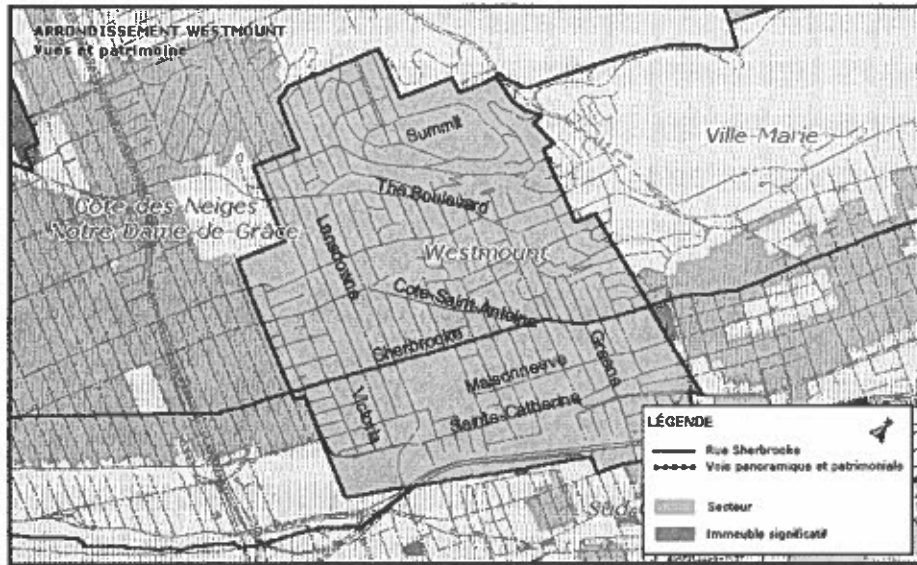 ARRONDISSEMENT WESTMOUNT
Vues et patrimoine
Summit
Ville-Marie
The Boulevard
Côte des Neiges
Notre-Dame-de-Grâce
Lansdowne
Westmount
Côte-Saint-Antoine
Sherbrooke
Greene
Maisonneuve
Victoria
Sainte-Catherine
LÉGENDE
Rue Sherbrooke
Voie panoramique et patrimoniale
Secteur
Immeuble significatif